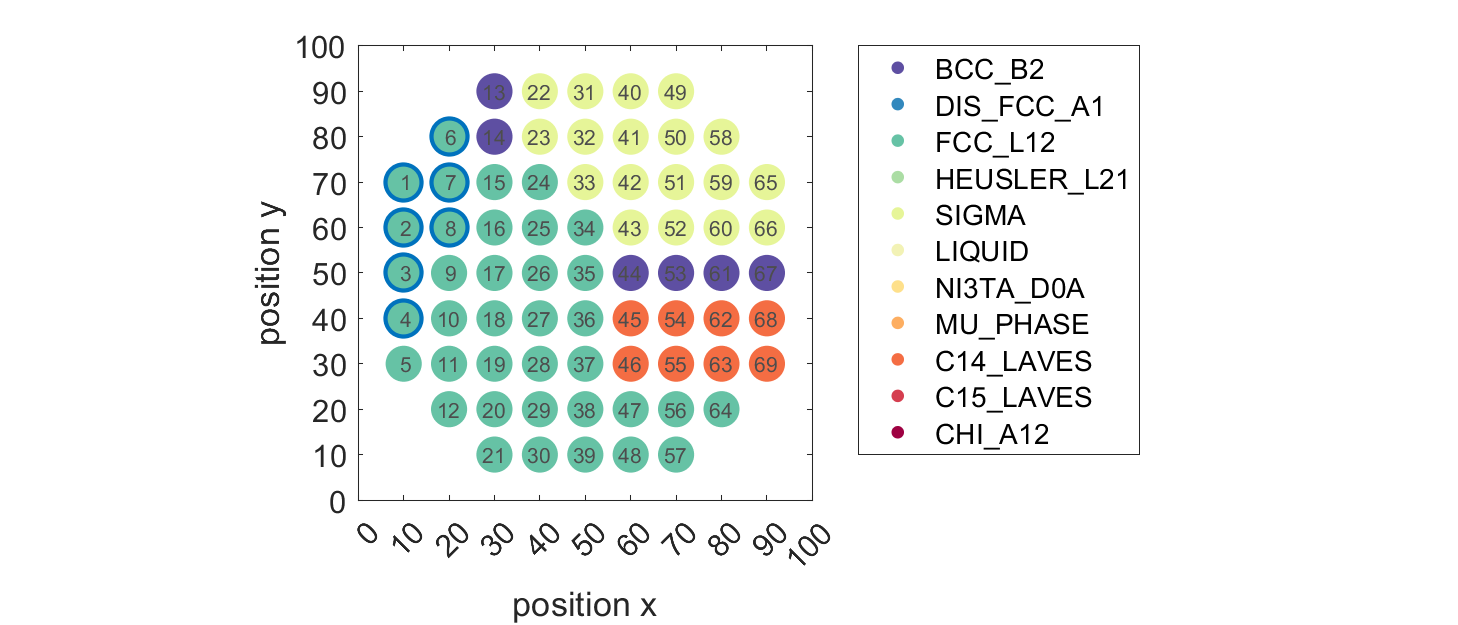 100
90
80
70
60
50
40
30
20
10
0
position y
13 22 31 40 49
6 14 23 32 41 50 58
1 7 15 24 33 42 51 59 65
2 8 16 25 34 43 52 60 66
3 9 17 26 35 44 53 61 67
4 10 18 27 36 45 54 62 68
5 11 19 28 37 46 55 63 69
12 20 29 38 47 56 64
21 30 39 48 57
0 10 20 30 40 50 60 70 80 90 100
position x
BCC_B2
DIS_FCC_A1
FCC_L12
HEUSLER_L21
SIGMA
LIQUID
NI3TA_D0A
MU_PHASE
C14_LAVES
C15_LAVES
CHI_A12